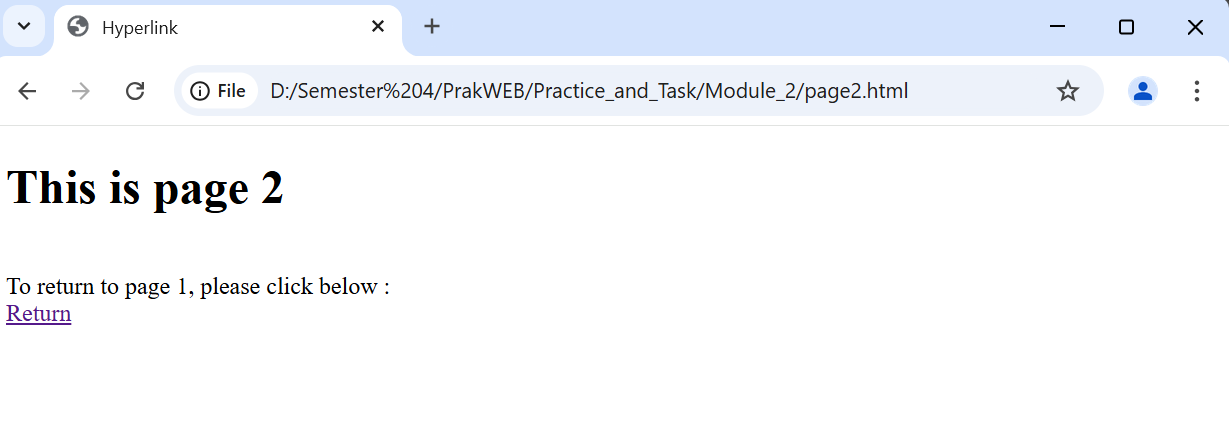 Hyperlink
File D:/Semester%204/PrakWEB/Practice_and_Task/Module_2/page2.html
This is page 2
To return to page 1, please click below :
Return